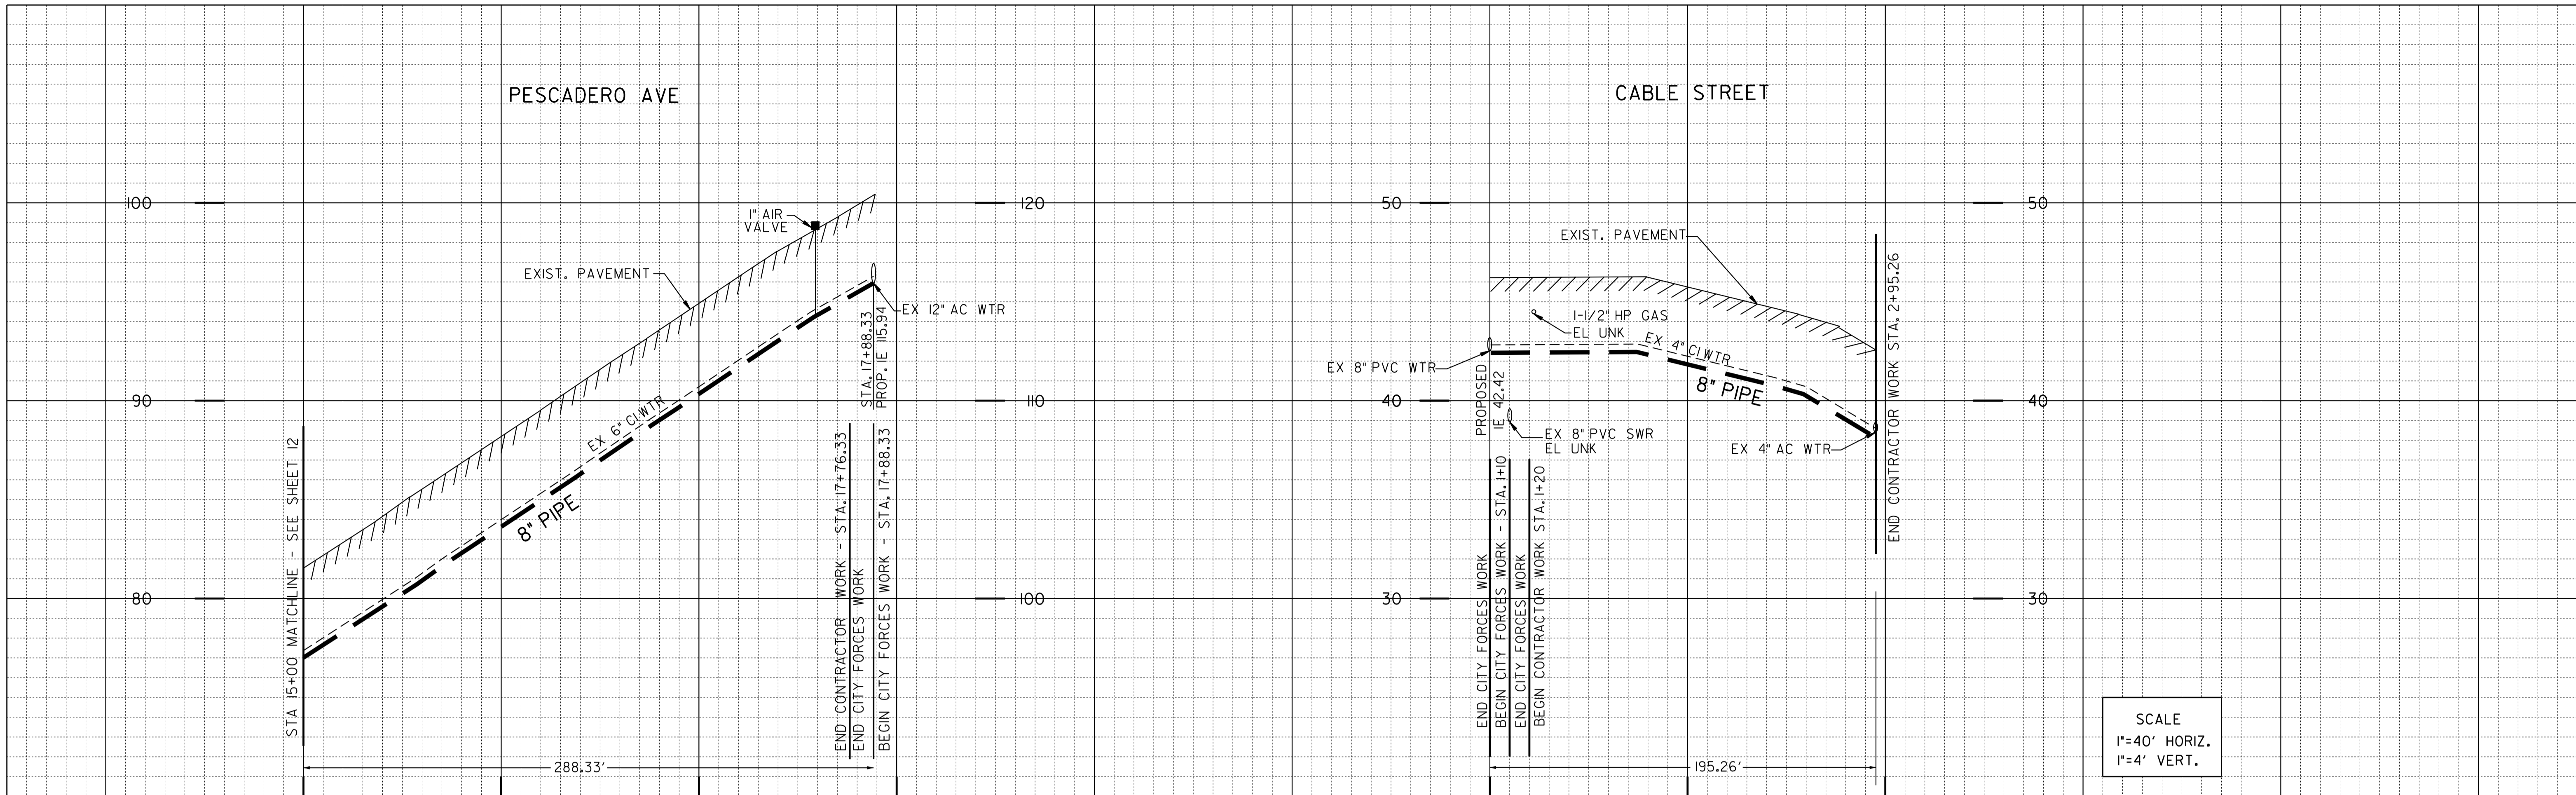 PESCADERO AVE
CABLE STREET
100
120
50
50
1" AIR
VALVE
EXIST. PAVEMENT
EXIST. PAVEMENT
EX 12" AC WTR
1-1/2" HP GAS
EL UNK
EX 4" CIWTR
EX 8" PVC WTR
8" PIPE
90
110
40
40
EX 6" CIWTR
STA. 17+88.33
PROP. IE 115.94
PROPOSED
IE 42.42
EX 8" PVC SWR
EL UNK
EX 4" AC WTR
8" PIPE
80
100
30
30
STA 15+00 MATCHLINE - SEE SHEET 12
END CONTRACTOR WORK - STA. 17+76.33
END CITY FORCES WORK
BEGIN CITY FORCES WORK - STA. 17+88.33
END CITY FORCES WORK
BEGIN CITY FORCES WORK - STA. 1+10
END CITY FORCES WORK
BEGIN CONTRACTOR WORK STA. 1+20
END CONTRACTOR WORK STA. 2+95.26
288.33'
195.26'
SCALE
1"=40' HORIZ.
1"=4' VERT.